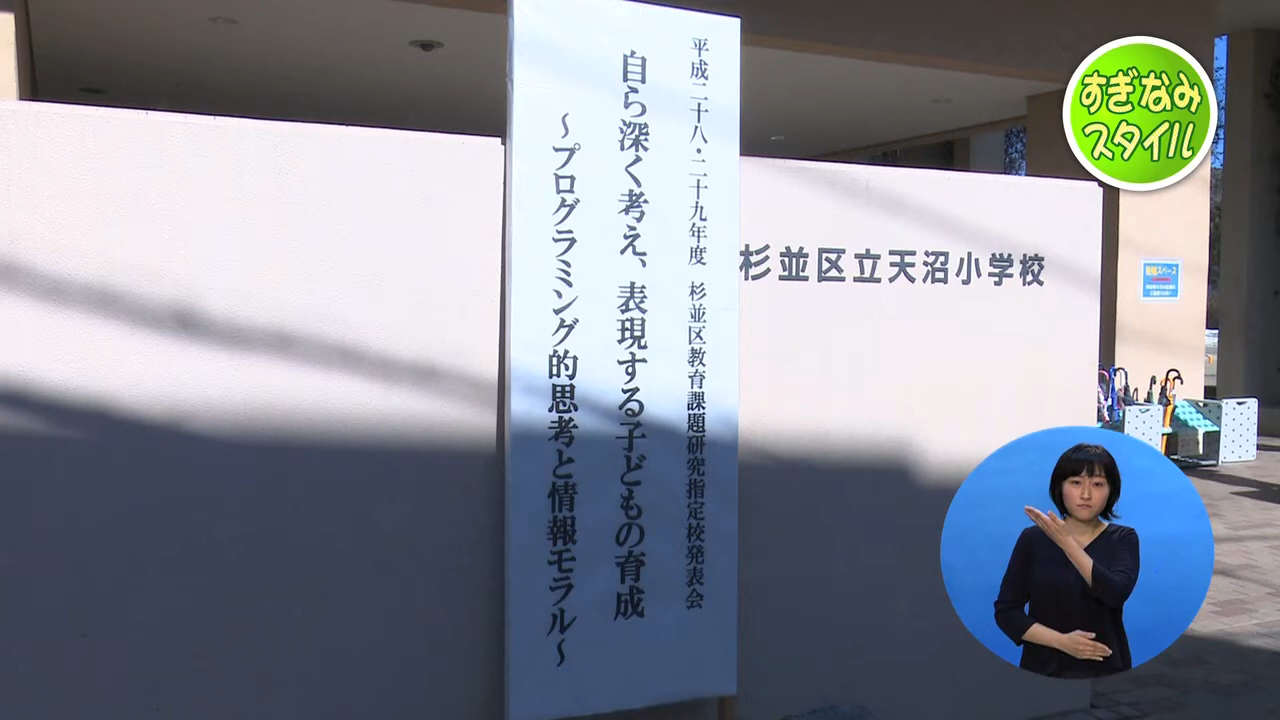 平成二十八・二十九年度 杉並区教育課題研究指定校発表会
自ら深く考え、表現する子どもの育成
～プログラミング的思考と情報モラル～
杉並区立天沼小学校
すぎなみ
スタイル